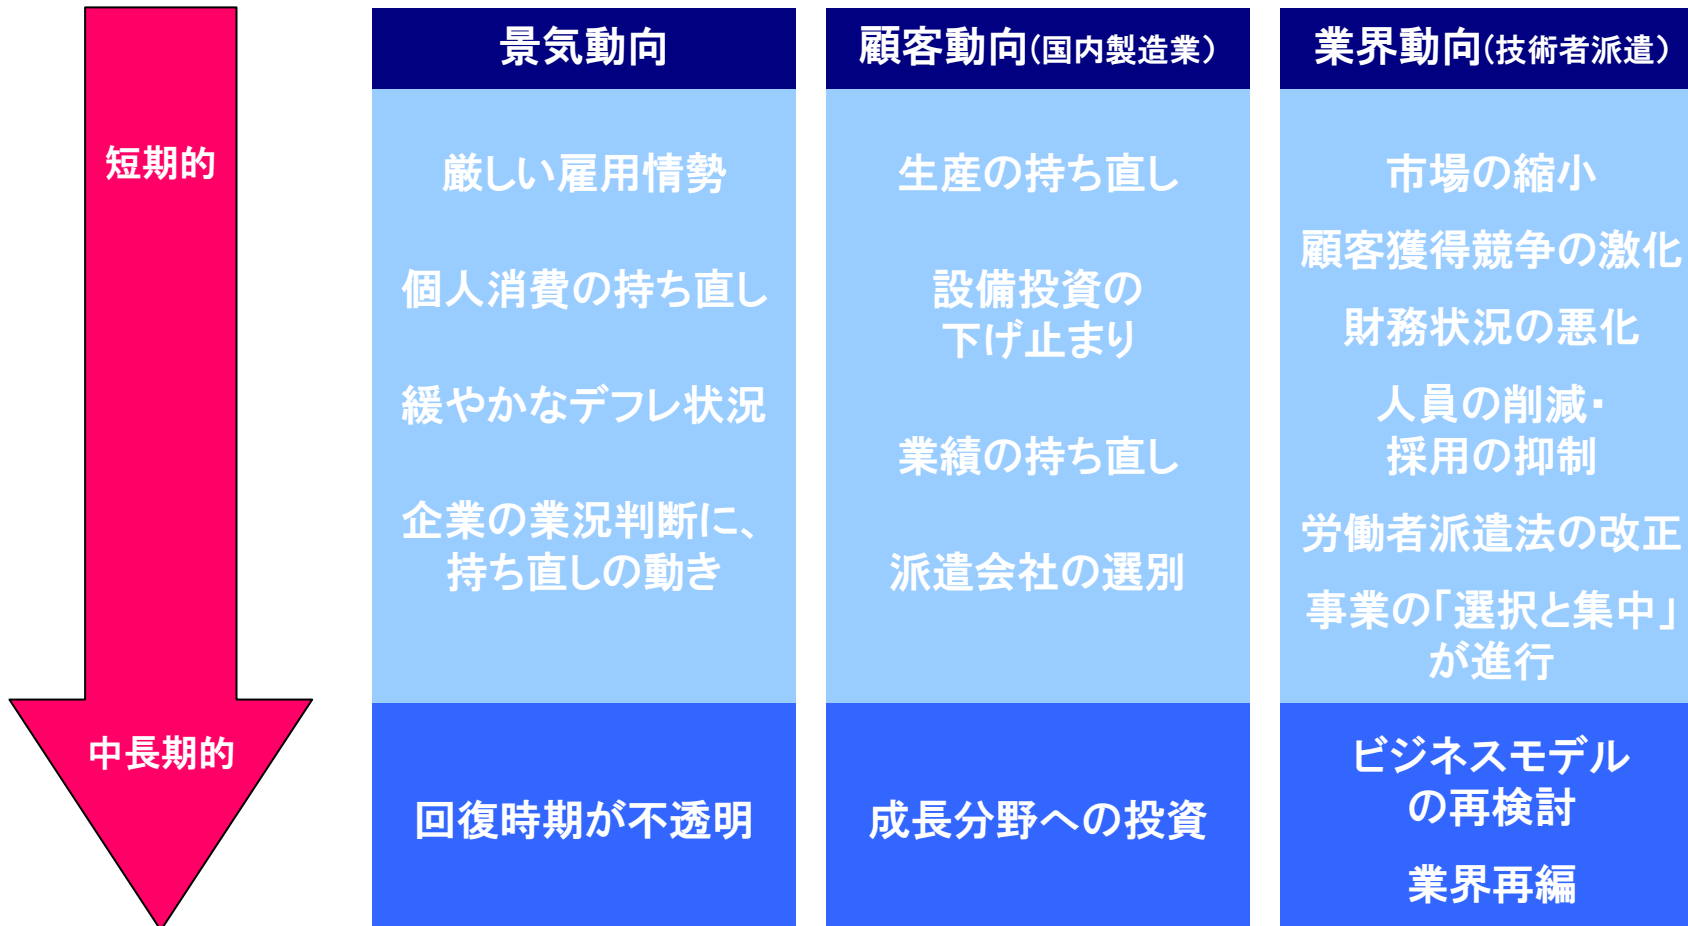 短期的
中長期的
景気動向
厳しい雇用情勢
個人消費の持ち直し
緩やかなデフレ状況
企業の業況判断に、
持ち直しの動き
回復時期が不透明
顧客動向(国内製造業)
生産の持ち直し
設備投資の
下げ止まり
業績の持ち直し
派遣会社の選別
成長分野への投資
業界動向(技術者派遣)
市場の縮小
顧客獲得競争の激化
財務状況の悪化
人員の削減・
採用の抑制
労働者派遣法の改正
事業の「選択と集中」
が進行
ビジネスモデル
の再検討
業界再編